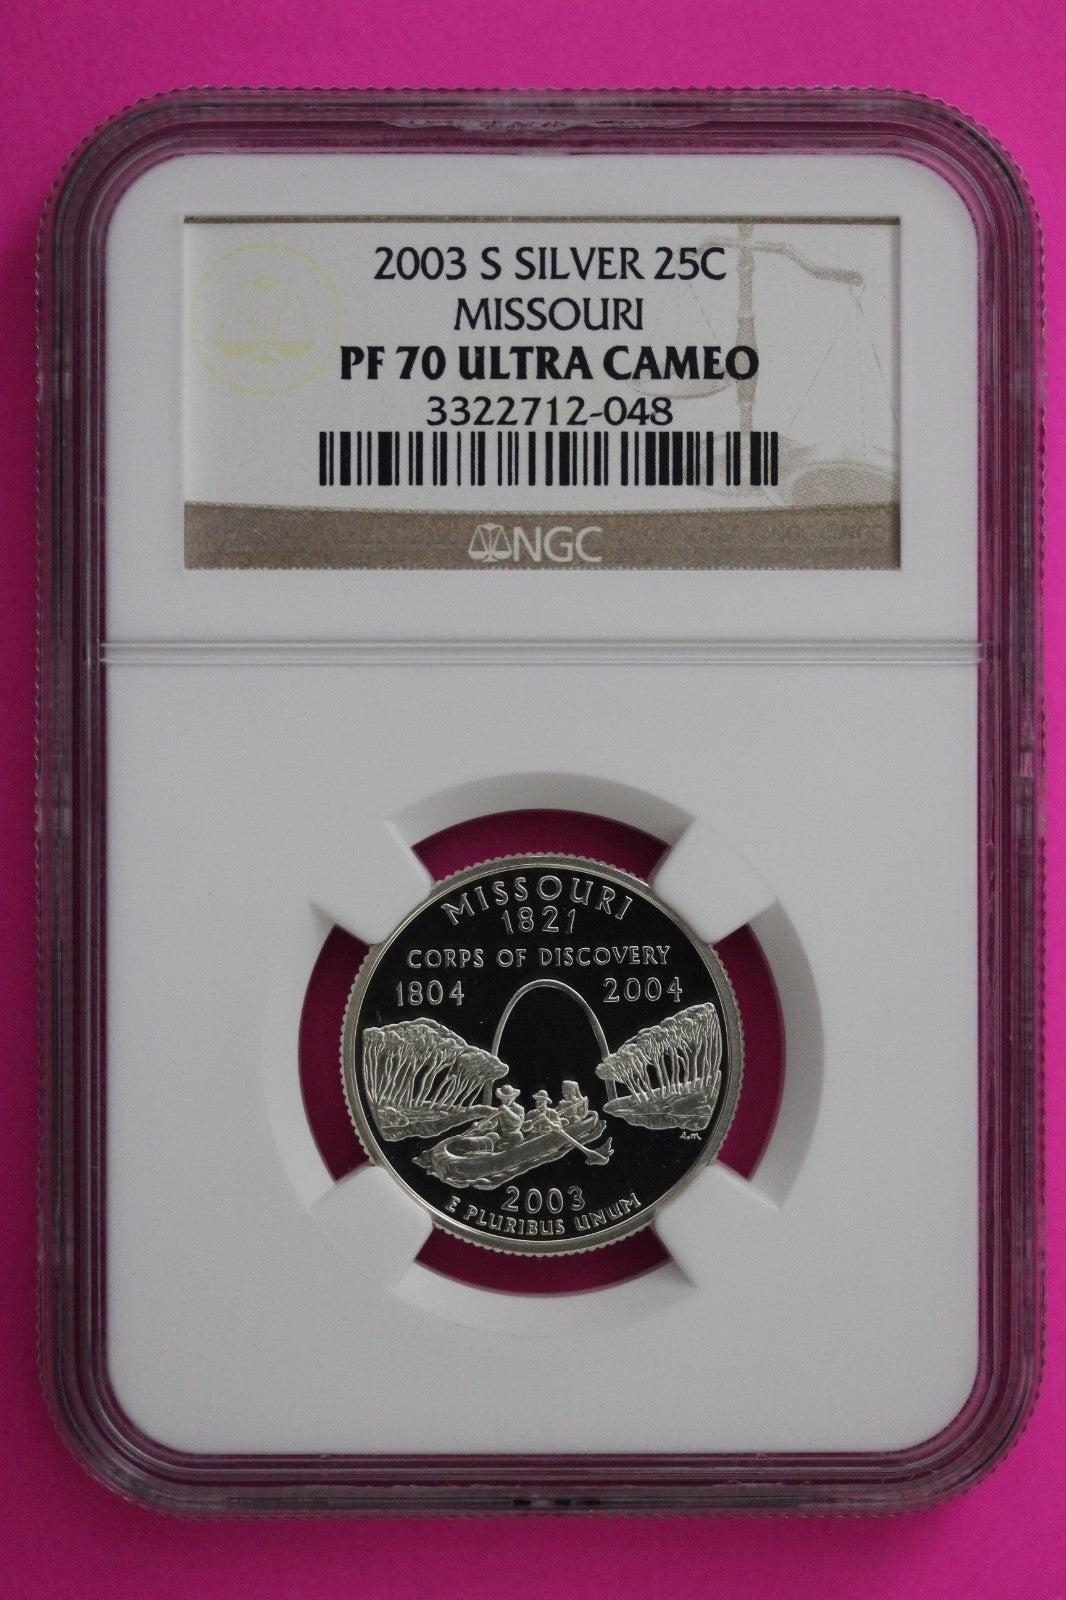 2003 S SILVER 25C
MISSOURI
PF 70 ULTRA CAMEO
3322712-048
NGC
MISSOURI
1821
CORPS OF DISCOVERY
1804 2004
2003
E PLURIBUS UNUM